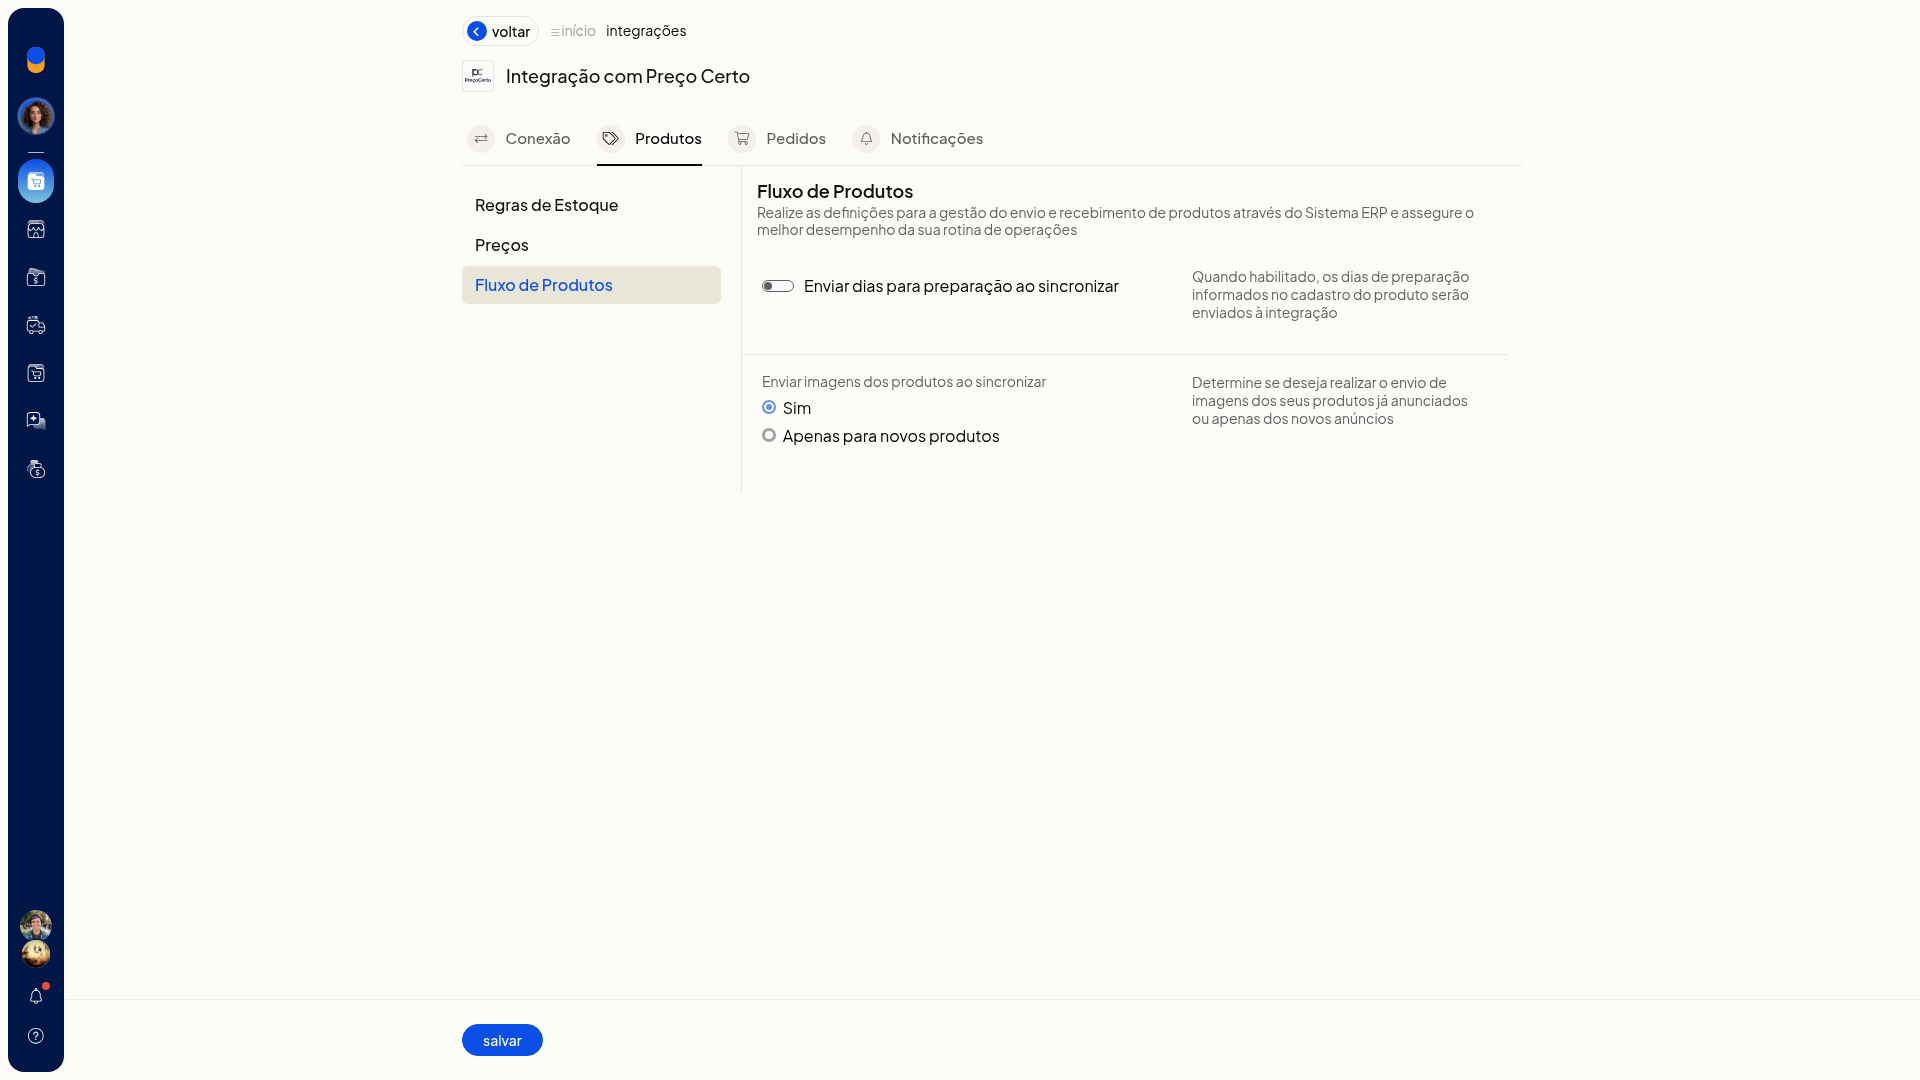 voltar
início
integrações
pc
PreçoCerto
Integração com Preço Certo
Conexão
Produtos
Pedidos
Notificações
Regras de Estoque
Preços
Fluxo de Produtos
Fluxo de Produtos
Realize as definições para a gestão do envio e recebimento de produtos através do Sistema ERP e assegure o
melhor desempenho da sua rotina de operações
Enviar dias para preparação ao sincronizar
Quando habilitado, os dias de preparação
informados no cadastro do produto serão
enviados à integração
Enviar imagens dos produtos ao sincronizar
Sim
Apenas para novos produtos
Determine se deseja realizar o envio de
imagens dos seus produtos já anunciados
ou apenas dos novos anúncios
salvar